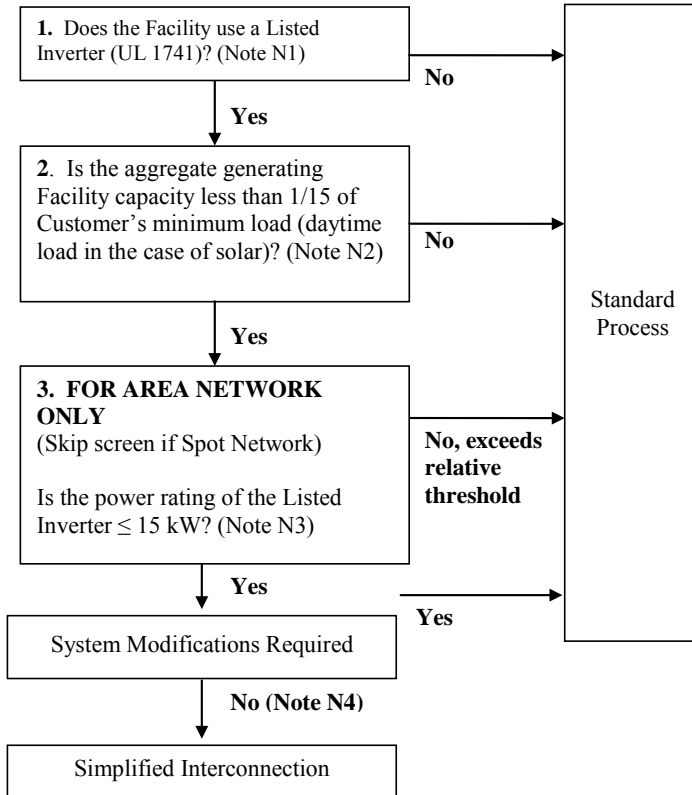 1. Does the Facility use a Listed
Inverter (UL 1741)? (Note N1)
No
Yes
2. Is the aggregate generating
Facility capacity less than 1/15 of
Customer’s minimum load (daytime
load in the case of solar)? (Note N2)
No
Standard
Process
Yes
3. FOR AREA NETWORK
ONLY
(Skip screen if Spot Network)
Is the power rating of the Listed
Inverter ≤ 15 kW? (Note N3)
No, exceeds
relative
threshold
Yes
Yes
System Modifications Required
No (Note N4)
Simplified Interconnection